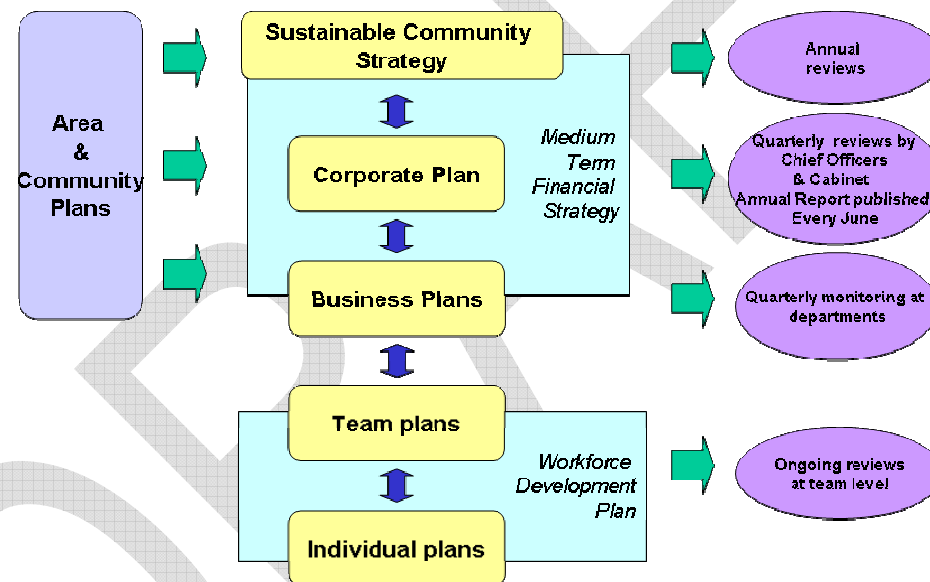 Area
&
Community
Plans
Sustainable Community
Strategy
Corporate Plan
Business Plans
Team plans
Individual plans
Medium
Term
Financial
Strategy
Workforce
Development
Plan
Annual
reviews
Quarterly reviews by
Chief Officers
& Cabinet
Annual Report published
Every June
Quarterly monitoring at
departments
Ongoing reviews
at team level